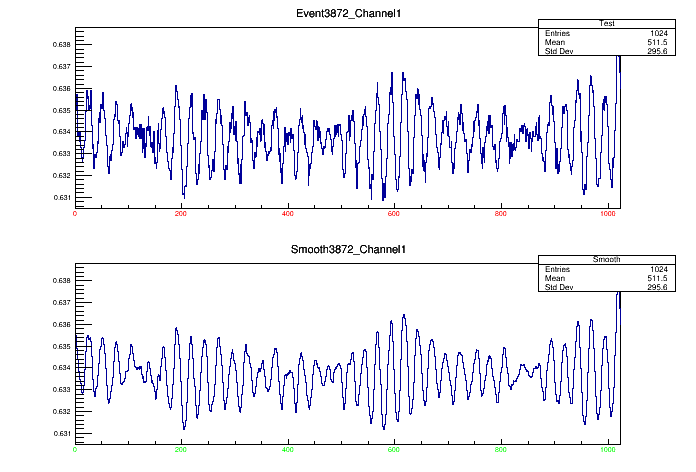 Event3872_Channel1
Test
Entries 1024
Mean 511.5
Std Dev 295.6
0.638
0.637
0.636
0.635
0.634
0.633
0.632
0.631
0 200 400 600 800 1000
Smooth3872_Channel1
Smooth
Entries 1024
Mean 511.5
Std Dev 295.6
0.638
0.637
0.636
0.635
0.634
0.633
0.632
0.631
0 200 400 600 800 1000